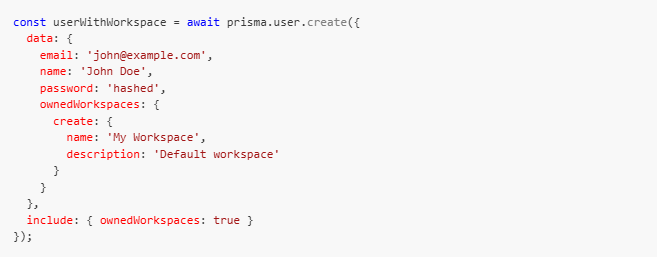 const userWithWorkspace = await prisma.user.create({
  data: {
    email: 'john@example.com',
    name: 'John Doe',
    password: 'hashed',
    ownedWorkspaces: {
      create: {
        name: 'My Workspace',
        description: 'Default workspace'
      }
    }
  },
  include: { ownedWorkspaces: true }
});